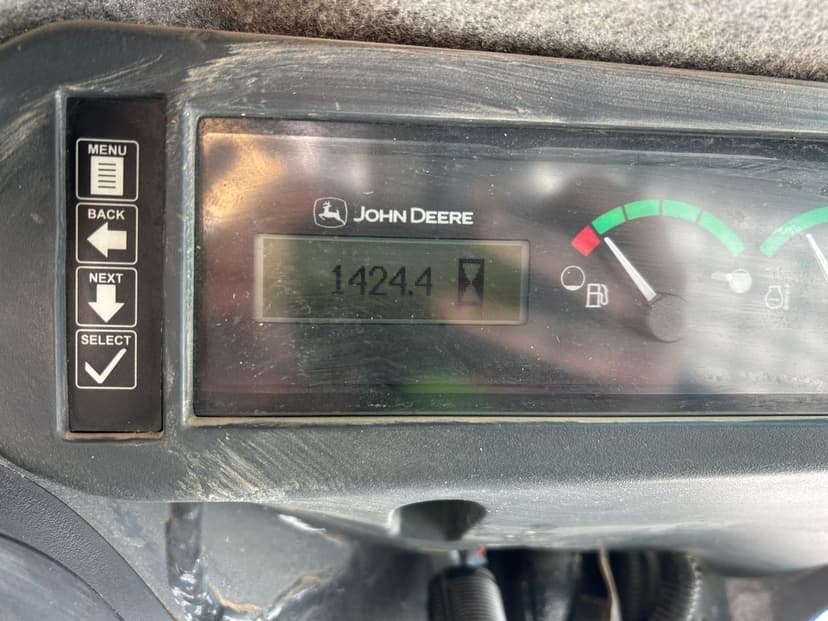 MENU
BACK
NEXT
SELECT
JOHN DEERE
1424.4